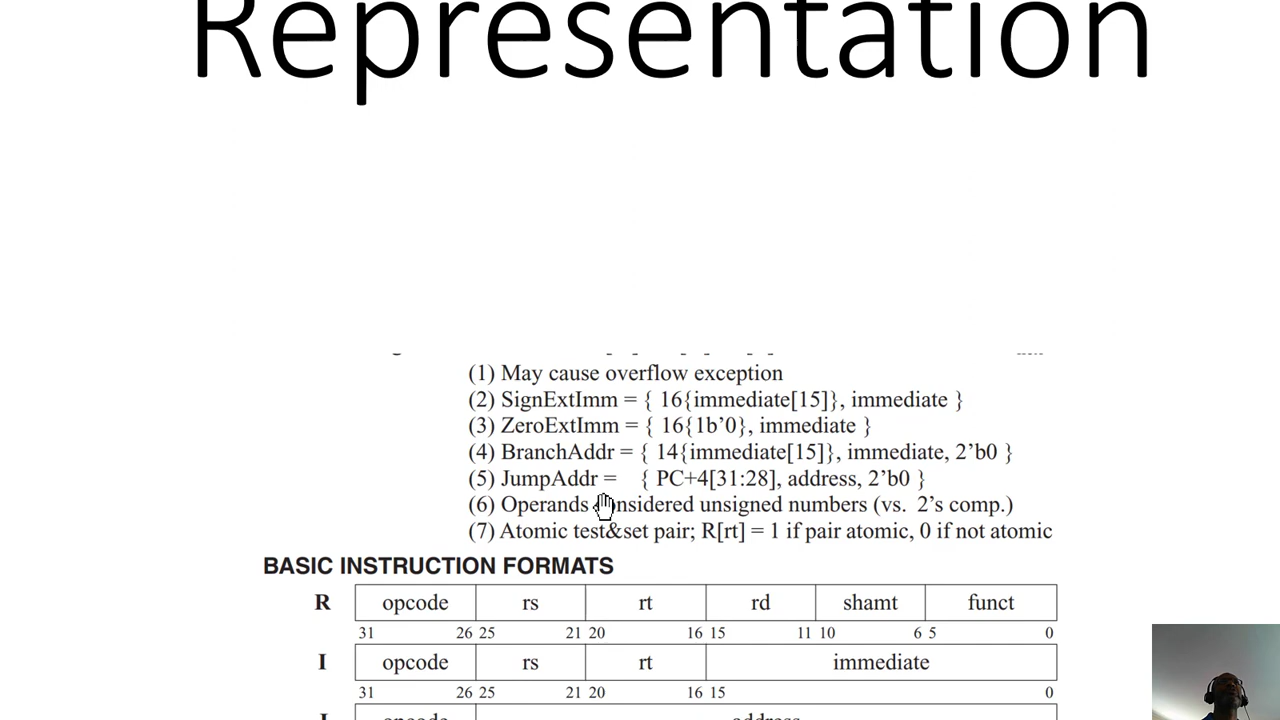 Representation
(1) May cause overflow exception
(2) SignExtImm = { 16{immediate[15]}, immediate }
(3) ZeroExtImm = { 16{1b’0}, immediate }
(4) BranchAddr = { 14{immediate[15]}, immediate, 2’b0 }
(5) JumpAddr = { PC+4[31:28], address, 2’b0 }
(6) Operands considered unsigned numbers (vs. 2’s comp.)
(7) Atomic test&set pair; R[rt] = 1 if pair atomic, 0 if not atomic
BASIC INSTRUCTION FORMATS
R opcode rs rt rd shamt funct
31 26 25 21 20 16 15 11 10 6 5 0
I opcode rs rt immediate
31 26 25 21 20 16 15 0
opcode address